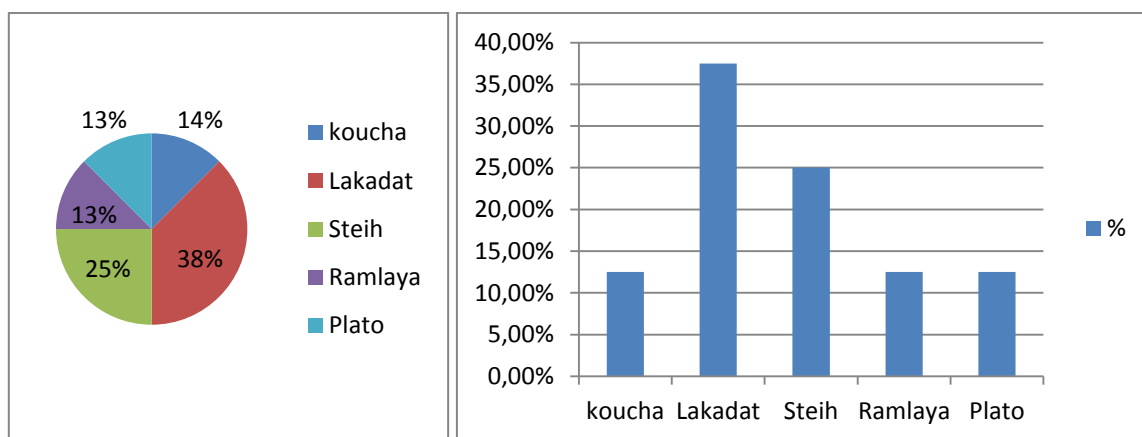 13%
14%
13%
25%
38%
koucha
Lakadat
Steih
Ramlaya
Plato
40,00%
35,00%
30,00%
25,00%
20,00%
15,00%
10,00%
5,00%
0,00%
koucha Lakadat Steih Ramlaya Plato
%